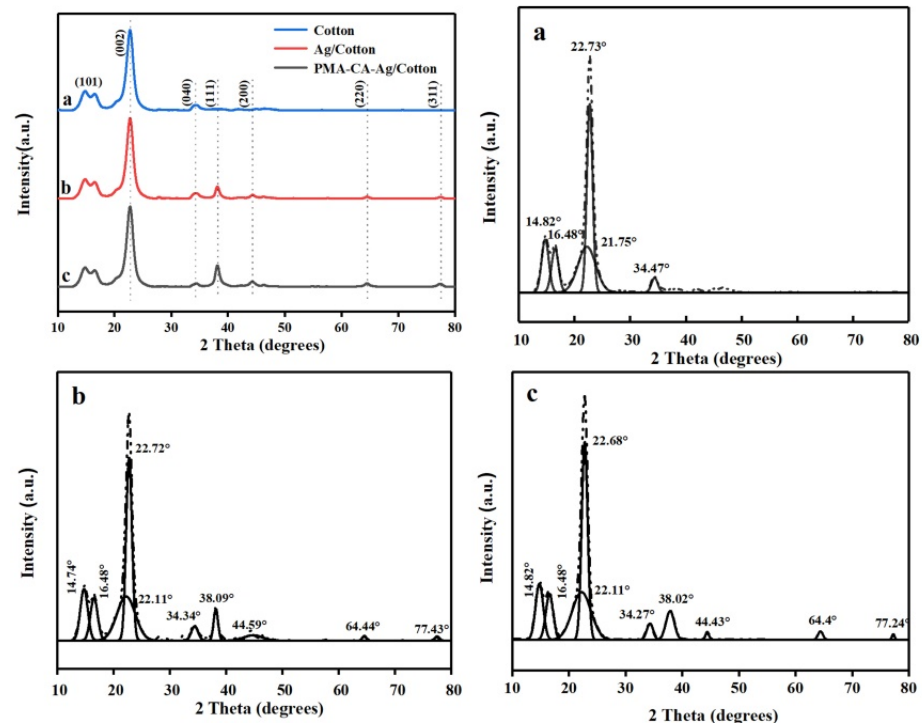 Cotton
Ag/Cotton
PMA-CA-Ag/Cotton
(101)
(002)
(040)
(111)
(200)
(220)
(311)
a
b
c
Intensity(a.u.)
10 20 30 40 50 60 70 80
2 Theta (degrees)
a
22.73°
14.82°
16.48°
21.75°
34.47°
Intensity (a.u.)
10 20 30 40 50 60 70 80
2 Theta (degrees)
b
22.72°
14.74°
16.48°
22.11°
34.34°
38.09°
44.59°
64.44°
77.43°
Intensity (a.u.)
10 20 30 40 50 60 70 80
2 Theta (degrees)
c
22.68°
14.82°
16.48°
22.11°
34.27°
38.02°
44.43°
64.4°
77.24°
Intensity (a.u.)
10 20 30 40 50 60 70 80
2 Theta (degrees)